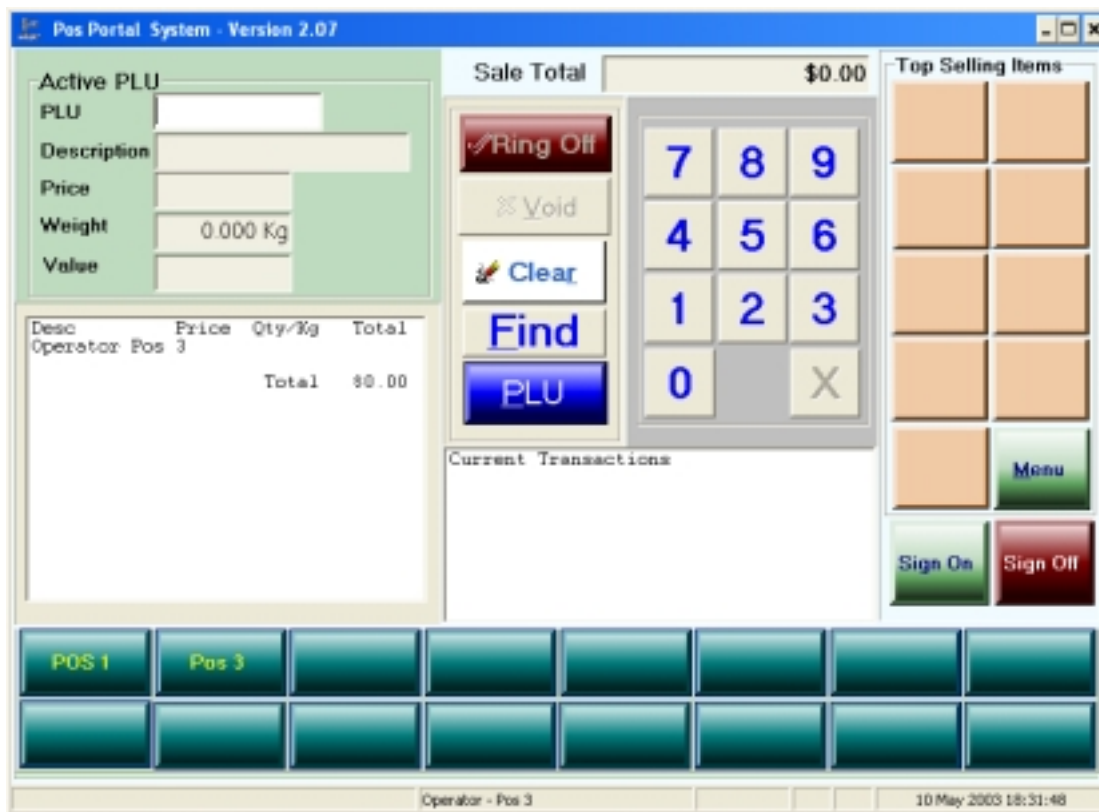 Pos Portal System - Version 2.07
Active PLU
PLU
Description
Price
Weight 0.000 Kg
Value
Sale Total $0.00
Ring Off
Void
Clear
Find
PLU
7 8 9
4 5 6
1 2 3
0 X
Top Selling Items
Menu
Sign On Sign Off
Desc Price Qty/Kg Total
Operator Pos 3
Total $0.00
Current Transactions
POS 1 Pos 3
Operator - Pos 3 10 May 2003 18:31:48